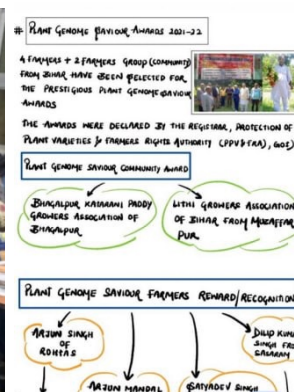 # PLANT GENOME SAVIOUR AWARDS 2021-22
4 FARMERS + 2 FARMERS GROUP (COMMUNITY)
FROM BIHAR HAVE BEEN SELECTED FOR
THE PRESTIGIOUS PLANT GENOME SAVIOUR
AWARDS
THE AWARDS WERE DECLARED BY THE REGISTRAR, PROTECTION OF
PLANT VARIETIES & FARMERS RIGHTS AUTHORITY (PPV&FRA), GOI
PLANT GENOME SAVIOUR COMMUNITY AWARD
BHAGALPUR KATARANI PADDY
GROWERS ASSOCIATION OF
BHAGALPUR
LITHI GROWERS ASSOCIATION
OF BIHAR FROM MUZAFFAR
PUR
PLANT GENOME SAVIOUR FARMERS REWARD/RECOGNITION
ARJUN SINGH
OF
ROHTAS
DILIP KUMA
SINGH FRO
SASARAM
ARJUN MANDAL
SATYADEV SINGH